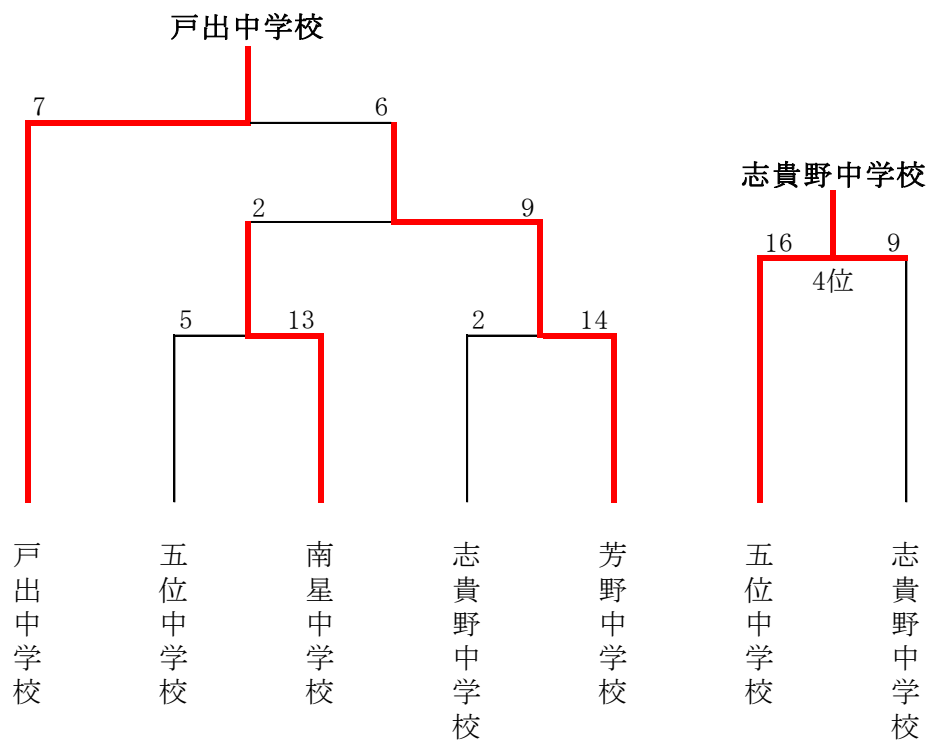 戸出中学校
7 6
志貴野中学校
2 9
16 9
4位
5 13 2 14
戸出中学校
五位中学校
南星中学校
志貴野中学校
芳野中学校
五位中学校
志貴野中学校